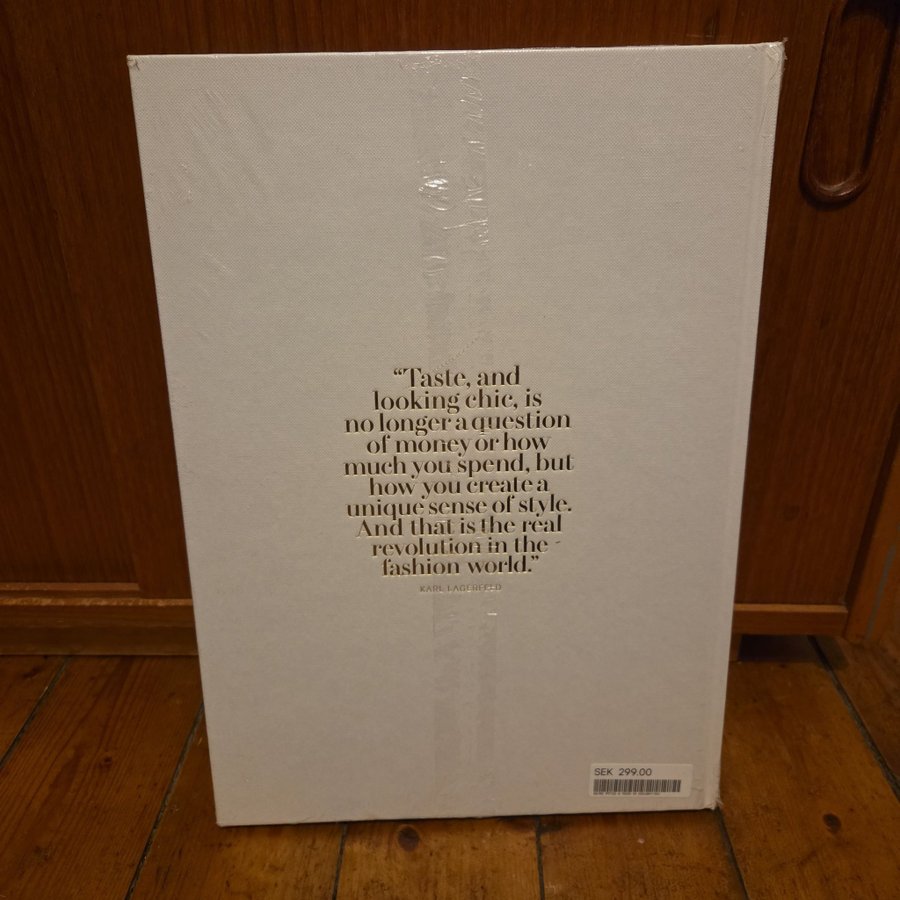 “Taste, and
looking chic, is
no longer a question
of money or how
much you spend, but
how you create a
unique sense of style.
And that is the real
revolution in the
fashion world.”
KARL LAGERFELD
SEK 299.00